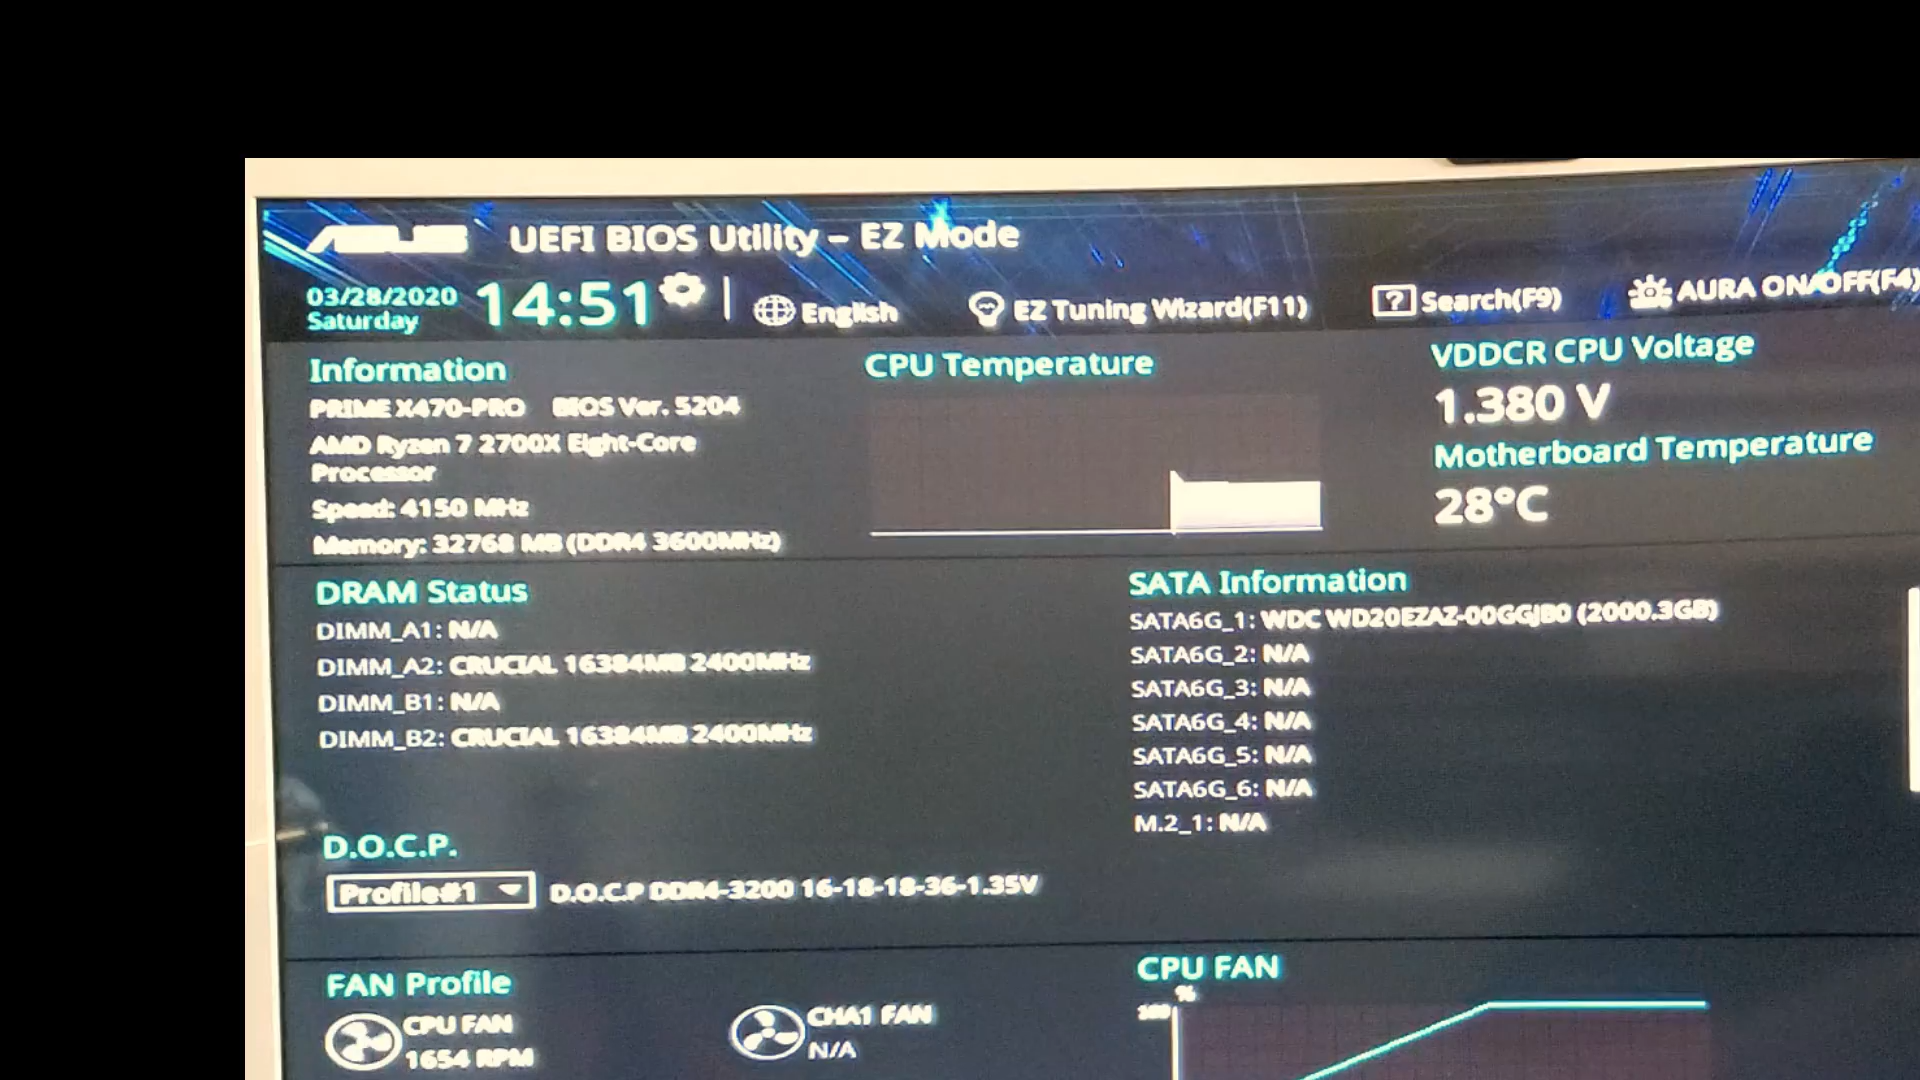 ASUS UEFI BIOS Utility – EZ Mode
03/28/2020
Saturday
14:51
English
EZ Tuning Wizard(F11)
Search(F9)
AURA ON/OFF(F4)
Information
PRIME X470-PRO BIOS Ver. 5204
AMD Ryzen 7 2700X Eight-Core
Processor
Speed: 4150 MHz
Memory: 32768 MB (DDR4 3600MHz)
CPU Temperature
VDDCR CPU Voltage
1.380 V
Motherboard Temperature
28°C
DRAM Status
DIMM_A1: N/A
DIMM_A2: CRUCIAL 16384MB 2400MHz
DIMM_B1: N/A
DIMM_B2: CRUCIAL 16384MB 2400MHz
SATA Information
SATA6G_1: WDC WD20EZAZ-00GGJB0 (2000.3GB)
SATA6G_2: N/A
SATA6G_3: N/A
SATA6G_4: N/A
SATA6G_5: N/A
SATA6G_6: N/A
M.2_1: N/A
D.O.C.P.
Profile#1
D.O.C.P DDR4-3200 16-18-18-36-1.35V
FAN Profile
CPU FAN
1654 RPM
CHA1 FAN
N/A
CPU FAN
%
100